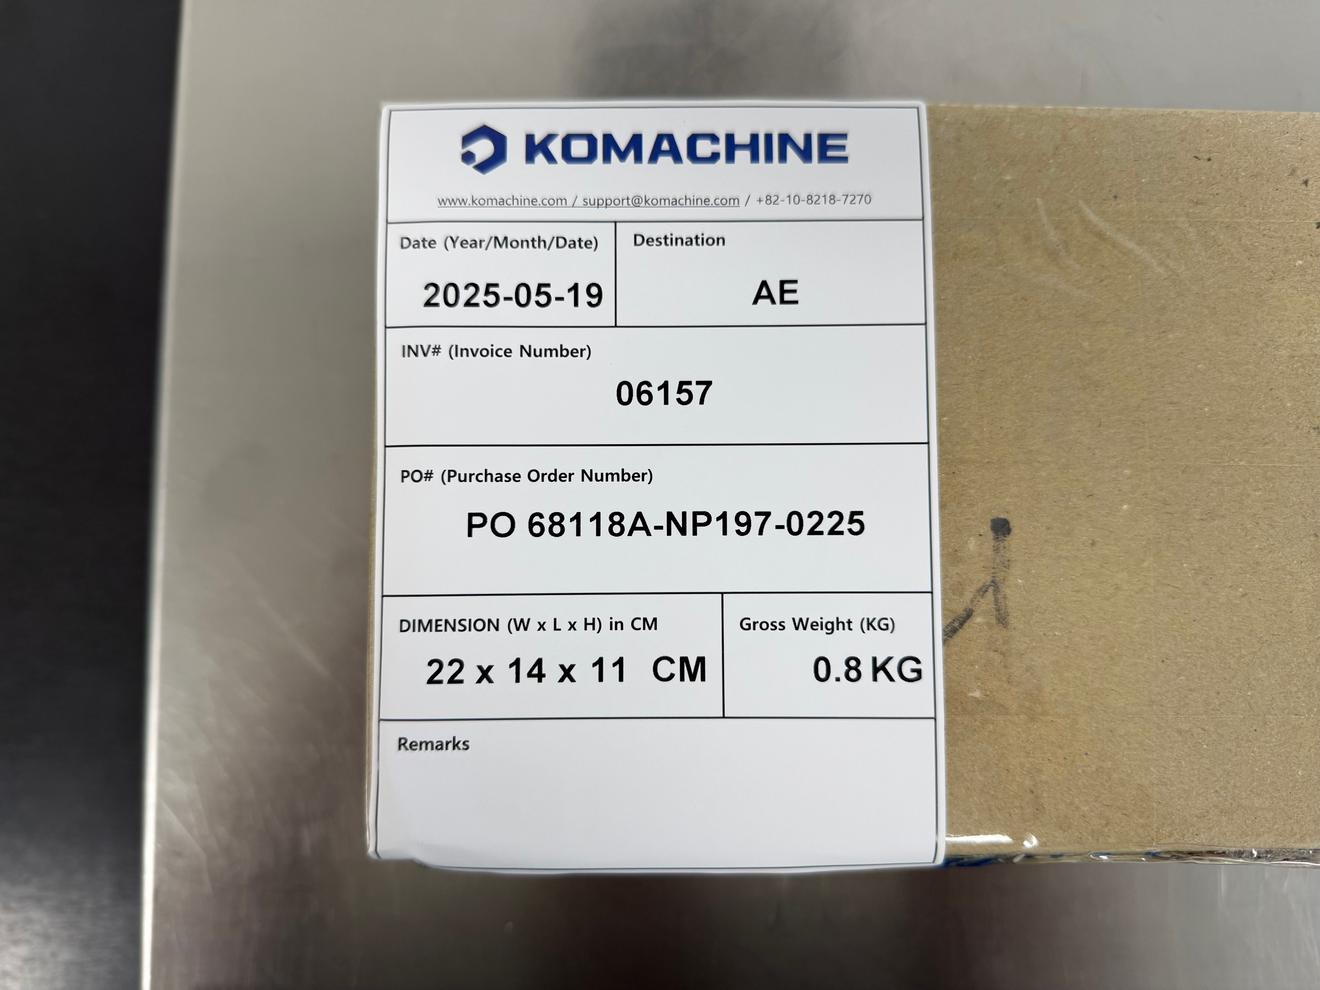 KOMACHINE
www.komachine.com / support@komachine.com / +82-10-8218-7270
Date (Year/Month/Date)
2025-05-19
Destination
AE
INV# (Invoice Number)
06157
PO# (Purchase Order Number)
PO 68118A-NP197-0225
DIMENSION (W x L x H) in CM
22 x 14 x 11 CM
Gross Weight (KG)
0.8 KG
Remarks